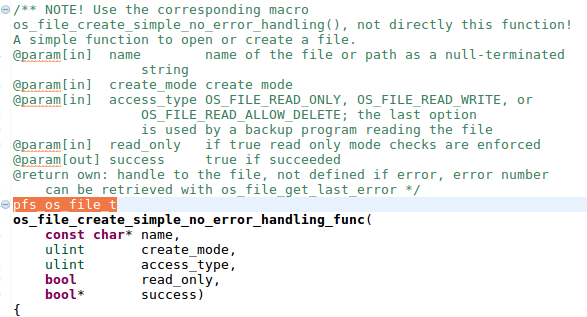 /** NOTE! Use the corresponding macro
os_file_create_simple_no_error_handling(), not directly this function!
A simple function to open or create a file.
@param[in]  name        name of the file or path as a null-terminated
                string
@param[in]  create_mode create mode
@param[in]  access_type OS_FILE_READ_ONLY, OS_FILE_READ_WRITE, or
                OS_FILE_READ_ALLOW_DELETE; the last option
                is used by a backup program reading the file
@param[in]  read_only   if true read only mode checks are enforced
@param[out] success     true if succeeded
@return own: handle to the file, not defined if error, error number
    can be retrieved with os_file_get_last_error */
pfs_os_file_t
os_file_create_simple_no_error_handling_func(
    const char* name,
    ulint       create_mode,
    ulint       access_type,
    bool        read_only,
    bool*       success)
{